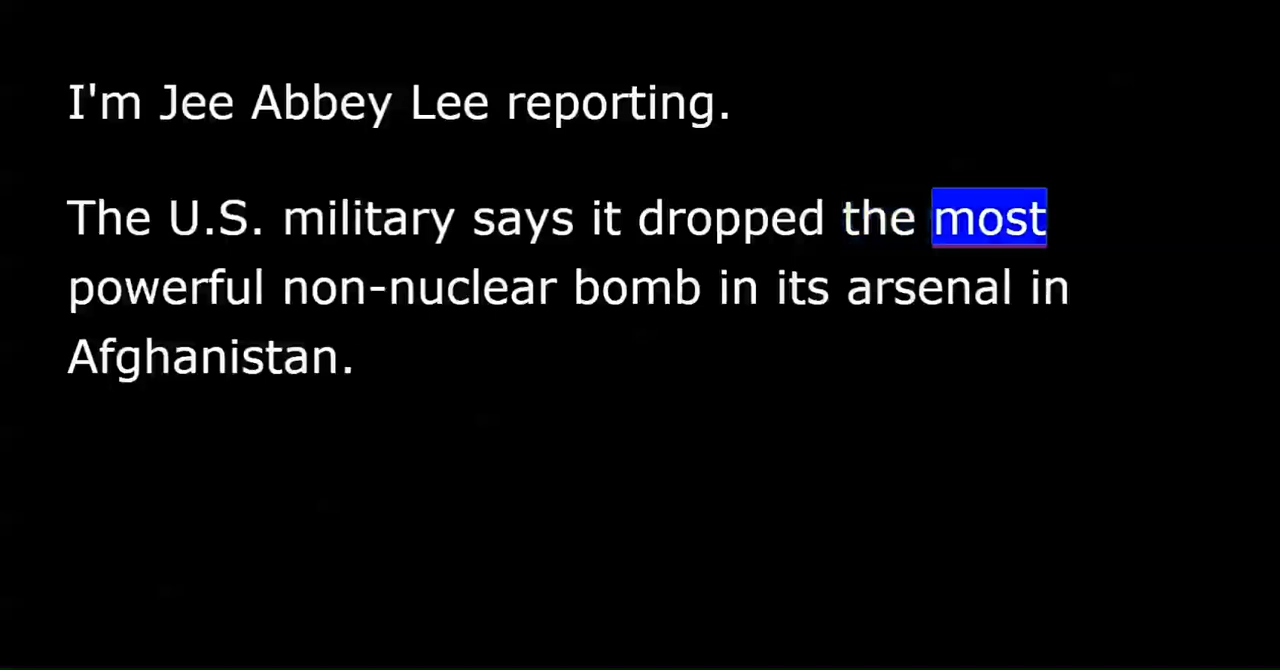 I'm Jee Abbey Lee reporting.
The U.S. military says it dropped the most
powerful non-nuclear bomb in its arsenal in
Afghanistan.